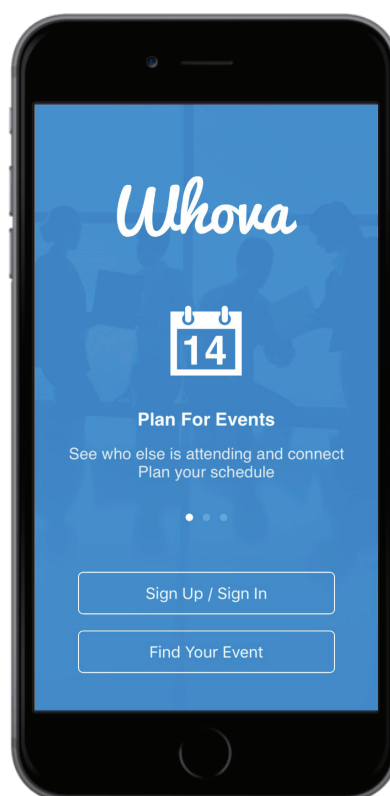 Whova
14
Plan For Events
See who else is attending and connect
Plan your schedule
Sign Up / Sign In
Find Your Event